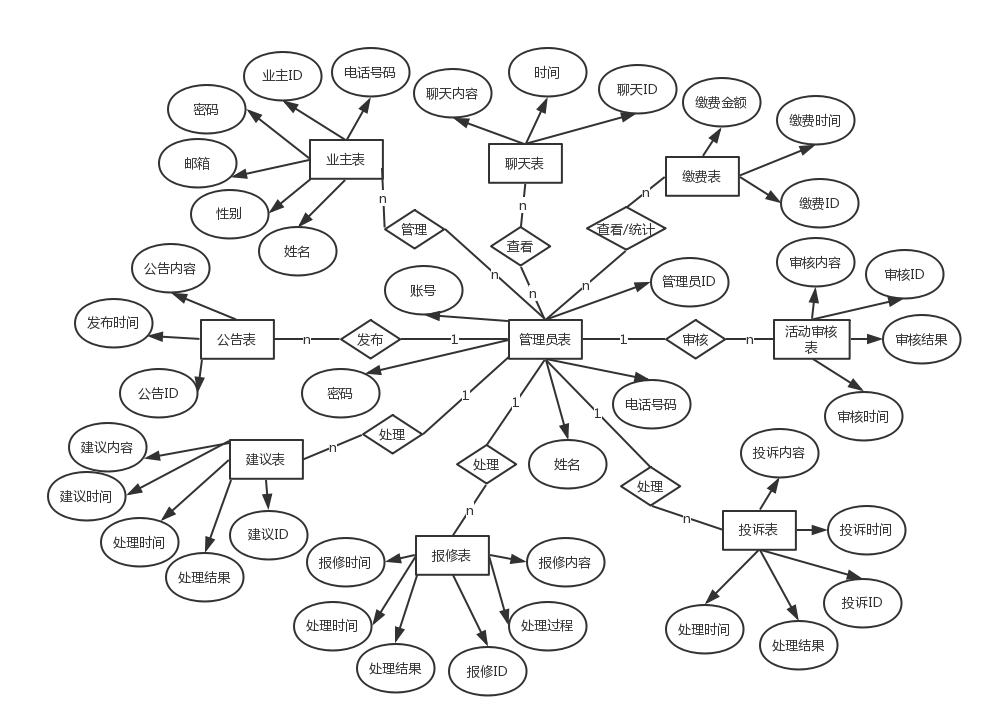 业主ID
电话号码
时间
聊天内容
聊天ID
缴费金额
密码
缴费时间
邮箱
业主表
聊天表
缴费表
n
n
n
缴费ID
性别
管理
查看/统计
姓名
查看
公告内容
n
n
n
账号
管理员ID
审核内容
审核ID
发布时间
公告表
n
发布
1
管理员表
1
审核
n
活动审核
表
审核结果
公告ID
密码
1
1
1
电话号码
审核时间
建议内容
n
处理
建议表
处理
姓名
投诉内容
建议时间
处理
n
n
处理时间
建议ID
投诉表
投诉时间
报修时间
报修表
报修内容
处理结果
投诉ID
处理时间
处理过程
处理时间
处理结果
处理结果
报修ID